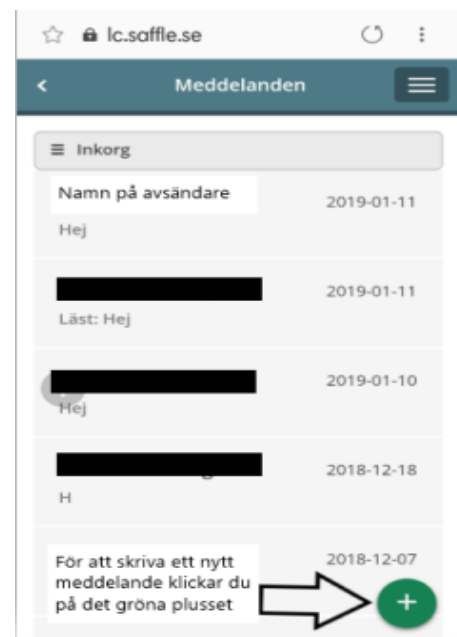 lc.saffle.se
Meddelanden
Inkorg
Namn på avsändare
2019-01-11
Hej
2019-01-11
Läst: Hej
2019-01-10
Hej
2018-12-18
H
2018-12-07
För att skriva ett nytt
meddelande klickar du
på det gröna plusset